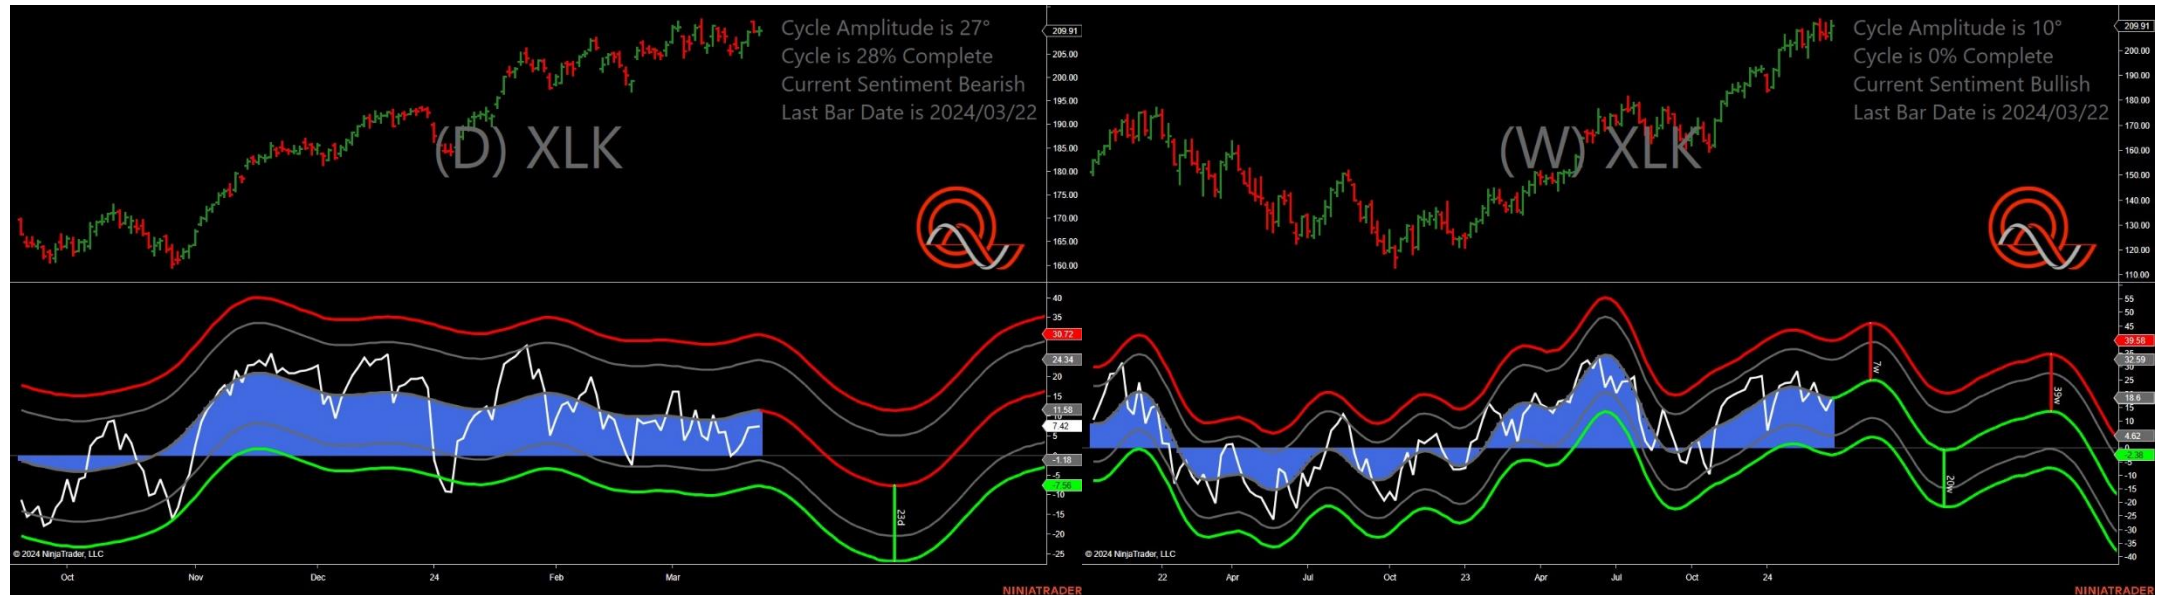 Cycle Amplitude is 27°
Cycle is 28% Complete
Current Sentiment Bearish
Last Bar Date is 2024/03/22
(D) XLK
209.91
205.00
200.00
195.00
190.00
185.00
180.00
175.00
170.00
165.00
160.00
40
35
30.72
24.34
20
15
11.58
7.42
5
-1.18
-7.56
-10
-15
-20
-25
23d
© 2024 NinjaTrader, LLC
Oct Nov Dec 24 Feb Mar
NINJATRADER
Cycle Amplitude is 10°
Cycle is 0% Complete
Current Sentiment Bullish
Last Bar Date is 2024/03/22
(W) XLK
209.91
200.00
190.00
180.00
170.00
160.00
150.00
140.00
130.00
120.00
110.00
55
50
45
39.58
32.59
25
18.6
15
4.62
-2.38
-10
-15
-20
-25
-30
-35
-40
7w
20w
39w
© 2024 NinjaTrader, LLC
22 Apr Jul Oct 23 Apr Jul Oct 24
NINJATRADER